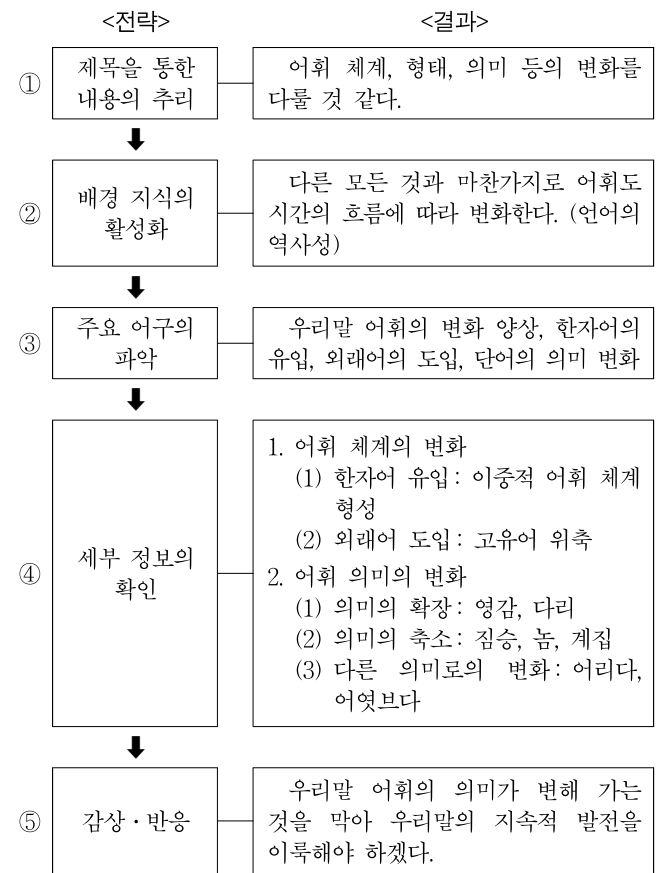 <전략> <결과>
① 제목을 통한
내용의 추리
어휘 체계, 형태, 의미 등의 변화를
다룰 것 같다.
② 배경 지식의
활성화
다른 모든 것과 마찬가지로 어휘도
시간의 흐름에 따라 변화한다. (언어의
역사성)
③ 주요 어구의
파악
우리말 어휘의 변화 양상, 한자어의
유입, 외래어의 도입, 단어의 의미 변화
④ 세부 정보의
확인
1. 어휘 체계의 변화
(1) 한자어 유입 : 이중적 어휘 체계
형성
(2) 외래어 도입 : 고유어 위축
2. 어휘 의미의 변화
(1) 의미의 확장 : 영감, 다리
(2) 의미의 축소 : 짐승, 놈, 계집
(3) 다른 의미로의 변화 : 어리다,
어엿브다
⑤ 감상·반응
우리말 어휘의 의미가 변해 가는
것을 막아 우리말의 지속적 발전을
이룩해야 하겠다.